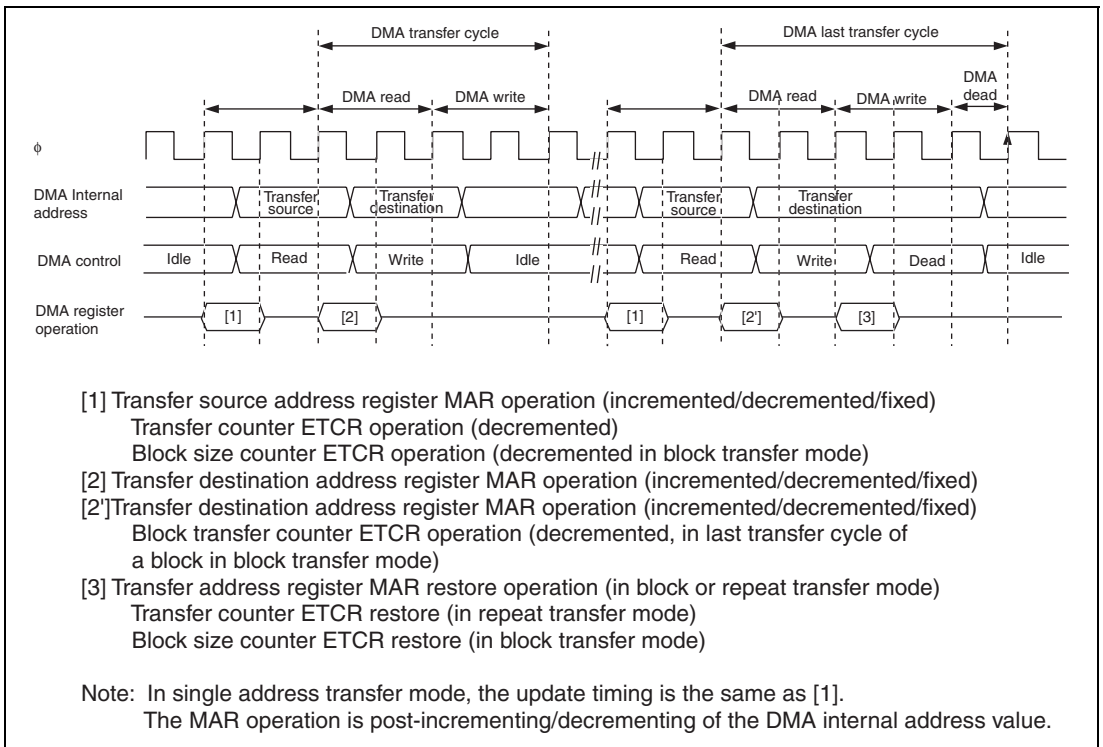 DMA transfer cycle
DMA last transfer cycle
DMA read
DMA write
DMA read
DMA write
DMA
dead
ϕ
DMA Internal
address
Transfer
source
Transfer
destination
Transfer
source
Transfer
destination
DMA control
Idle
Read
Write
Idle
Read
Write
Dead
Idle
DMA register
operation
[1]
[2]
[1]
[2']
[3]
[1] Transfer source address register MAR operation (incremented/decremented/fixed)
Transfer counter ETCR operation (decremented)
Block size counter ETCR operation (decremented in block transfer mode)
[2] Transfer destination address register MAR operation (incremented/decremented/fixed)
[2']Transfer destination address register MAR operation (incremented/decremented/fixed)
Block transfer counter ETCR operation (decremented, in last transfer cycle of
a block in block transfer mode)
[3] Transfer address register MAR restore operation (in block or repeat transfer mode)
Transfer counter ETCR restore (in repeat transfer mode)
Block size counter ETCR restore (in block transfer mode)
Note: In single address transfer mode, the update timing is the same as [1].
The MAR operation is post-incrementing/decrementing of the DMA internal address value.